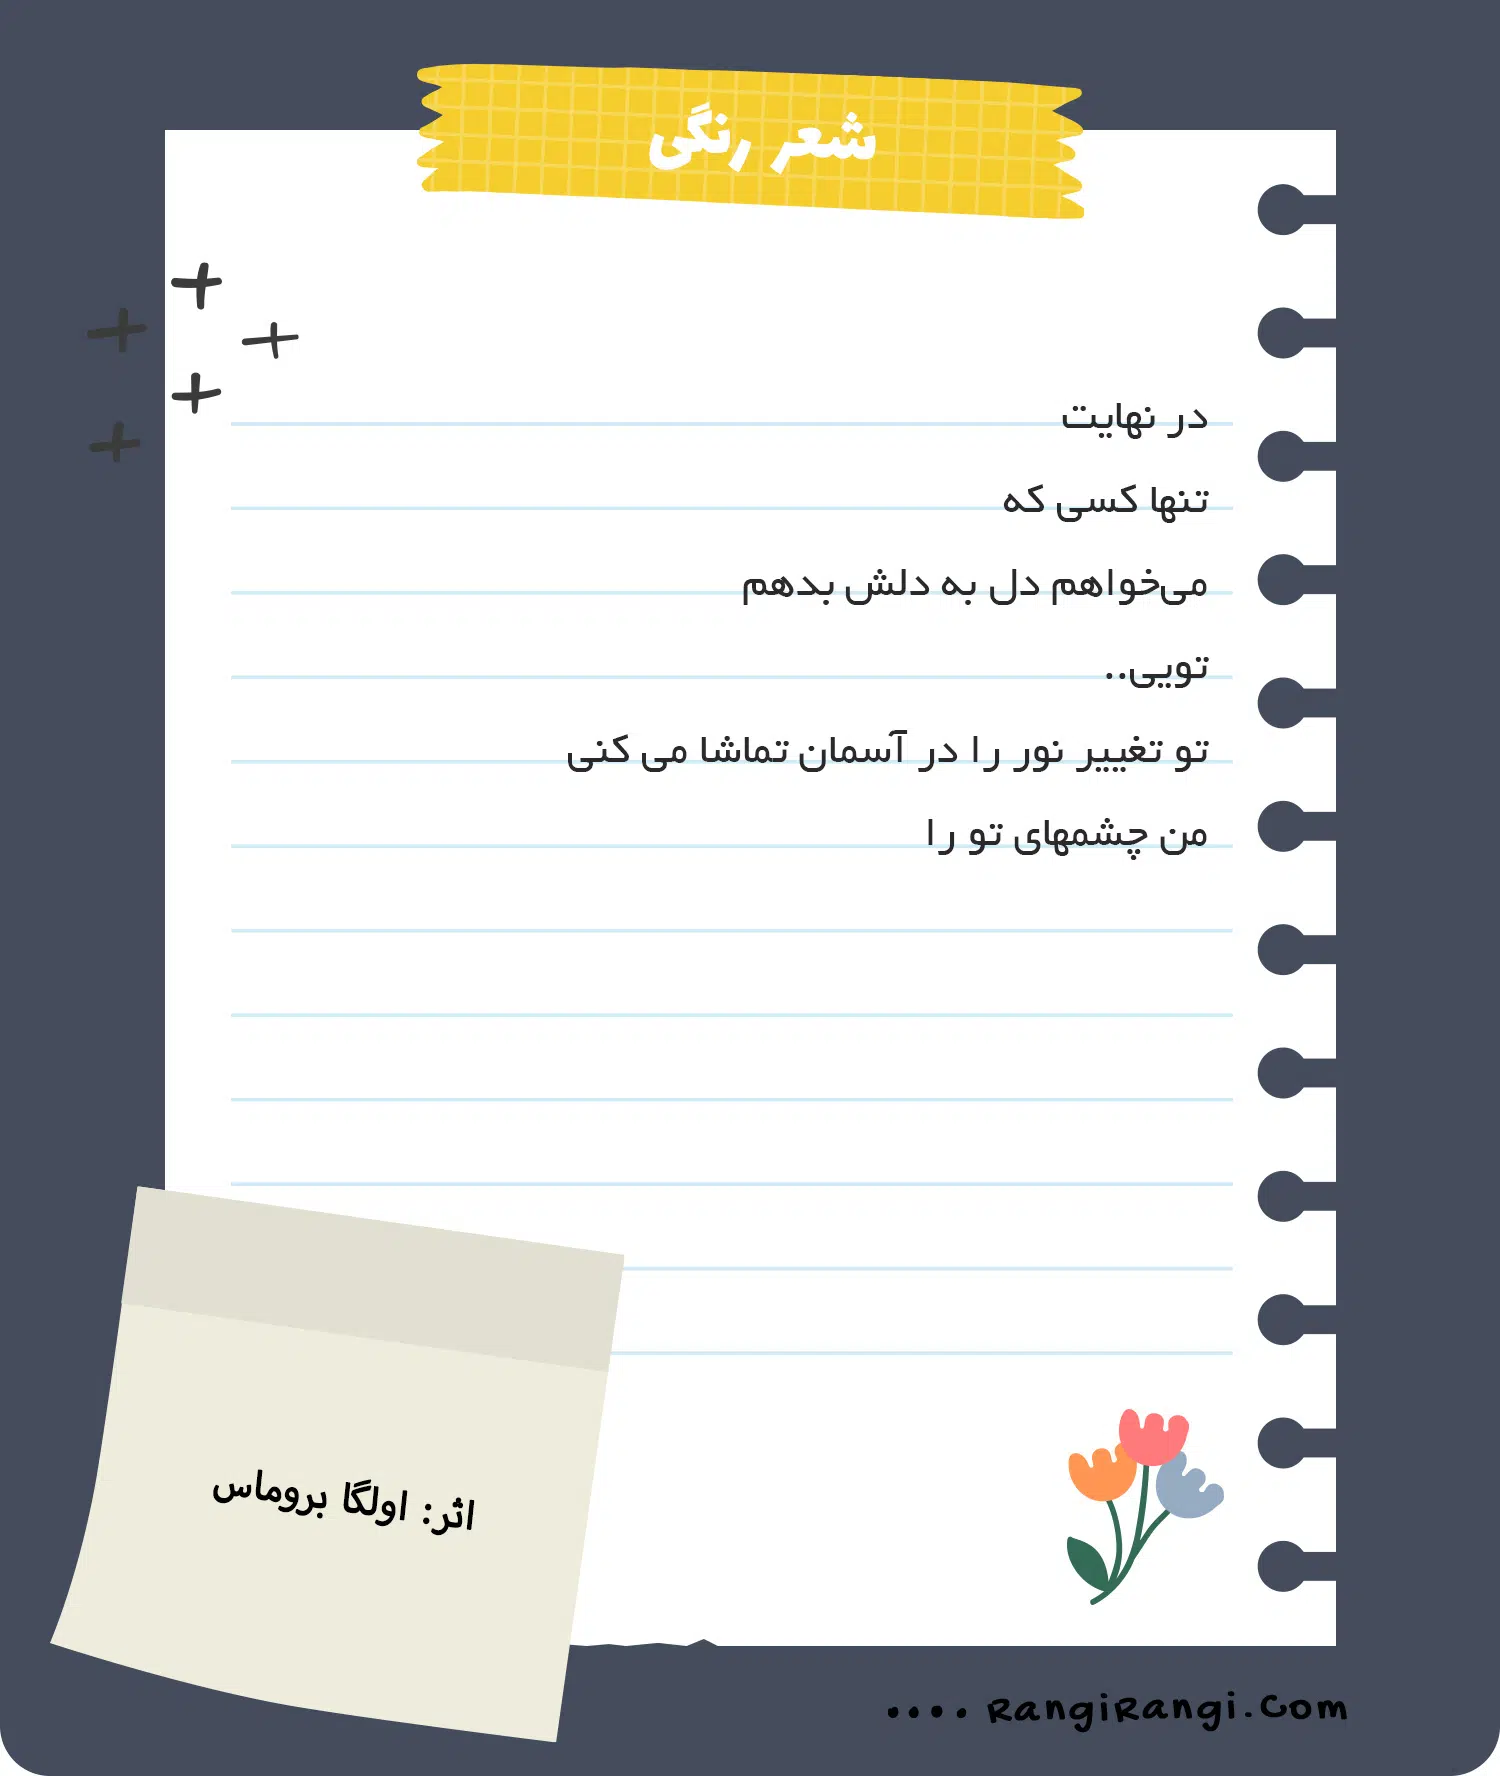 شعر رنگی
در نهایت
تنها کسی که
می‌خواهم دل به دلش بدهم
تویی..
تو تغییر نور را در آسمان تماشا می کنی
من چشمهای تو را
اثر: اولگا بروماس
.... RangiRangi.Com